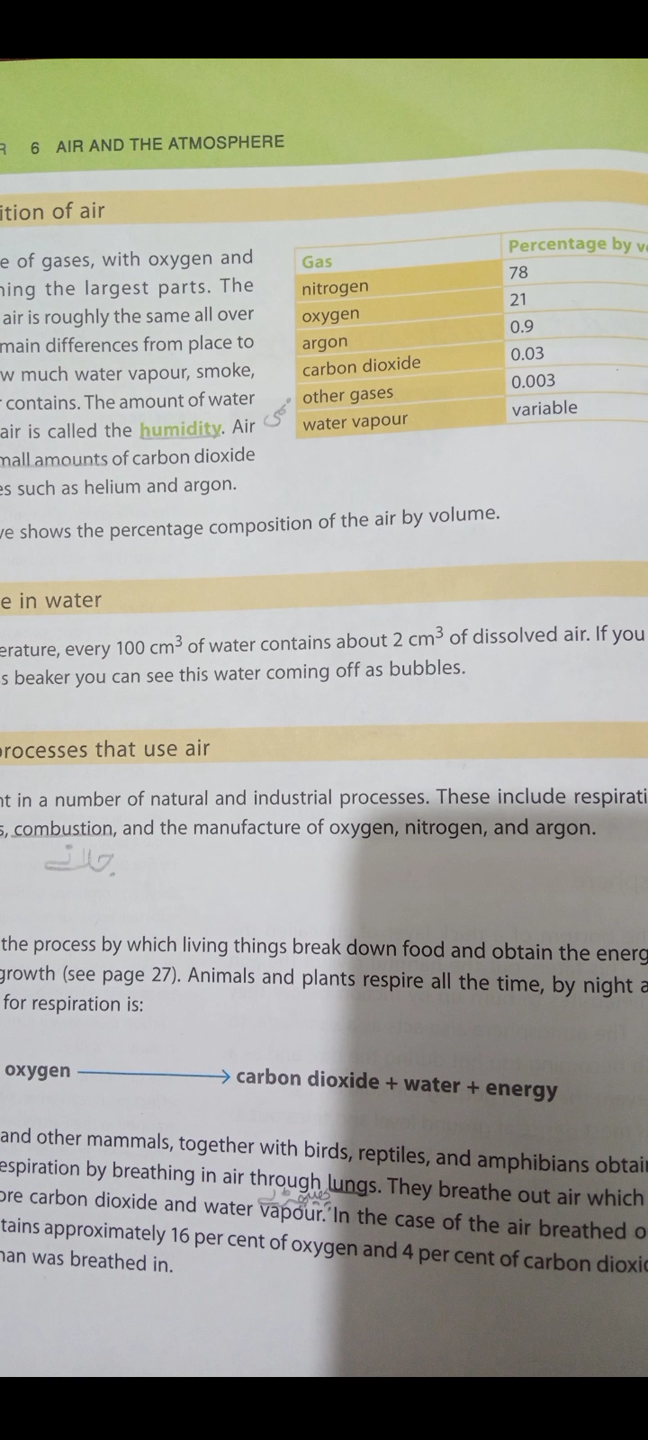 6 AIR AND THE ATMOSPHERE
ition of air
e of gases, with oxygen and
ning the largest parts. The
air is roughly the same all over
main differences from place to
w much water vapour, smoke,
contains. The amount of water
air is called the humidity. Air
mall amounts of carbon dioxide
es such as helium and argon.
Gas Percentage by v
nitrogen 78
oxygen 21
argon 0.9
carbon dioxide 0.03
other gases 0.003
water vapour variable
نمی
ve shows the percentage composition of the air by volume.
e in water
erature, every 100 cm³ of water contains about 2 cm³ of dissolved air. If you
s beaker you can see this water coming off as bubbles.
processes that use air
nt in a number of natural and industrial processes. These include respirati
s, combustion, and the manufacture of oxygen, nitrogen, and argon.
جلانے
the process by which living things break down food and obtain the energ
growth (see page 27). Animals and plants respire all the time, by night a
for respiration is:
oxygen → carbon dioxide + water + energy
and other mammals, together with birds, reptiles, and amphibians obtai
espiration by breathing in air through lungs. They breathe out air which
ore carbon dioxide and water vapour. In the case of the air breathed o
tains approximately 16 per cent of oxygen and 4 per cent of carbon dioxi
han was breathed in.